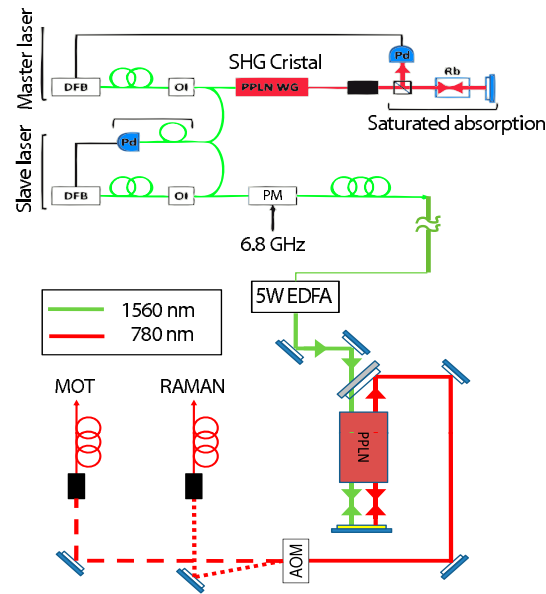 Master laser
DFB
OI
SHG Cristal
PPLN WG
Pd
Rb
Saturated absorption
Slave laser
Pd
DFB
OI
PM
6.8 GHz
5W EDFA
1560 nm
780 nm
MOT
RAMAN
PPLN
AOM